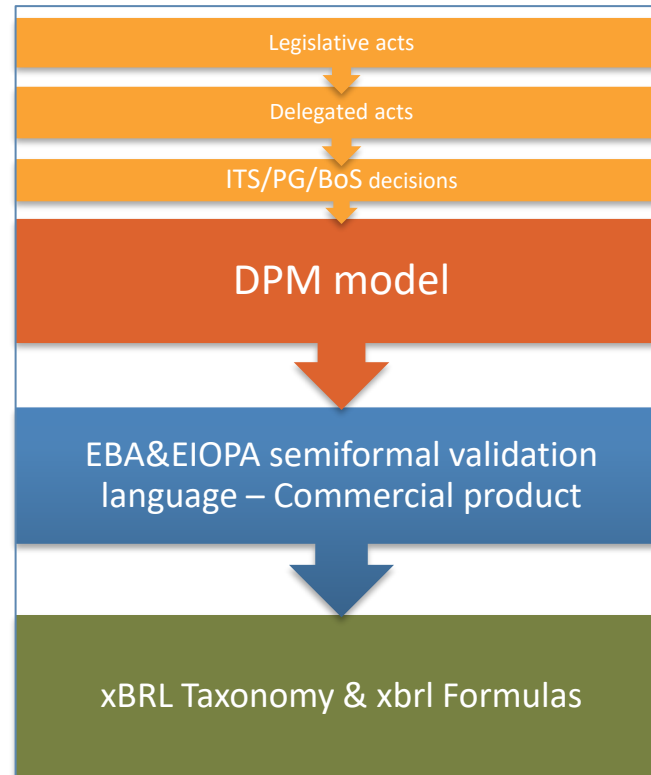 Legislative acts
Delegated acts
ITS/PG/BoS decisions
DPM model
EBA&EIOPA semiformal validation
language – Commercial product
xBRL Taxonomy & xbrl Formulas